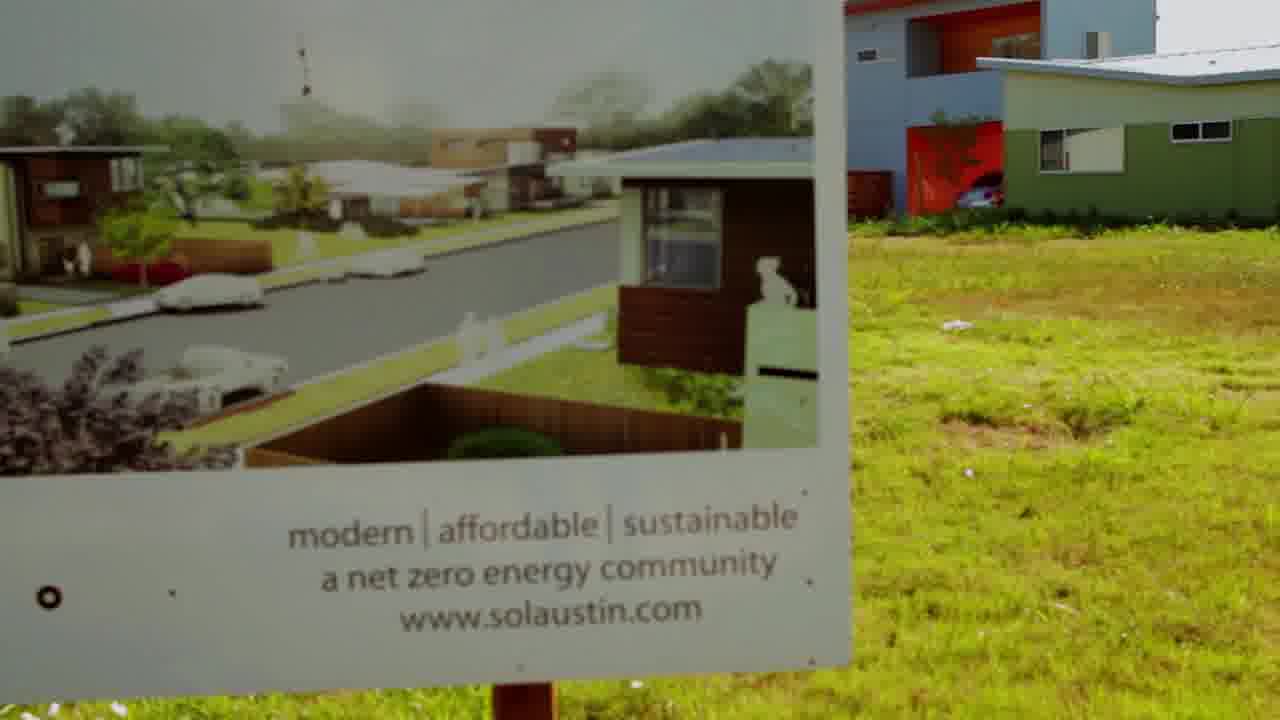 modern | affordable | sustainable
a net zero energy community
www.solaustin.com